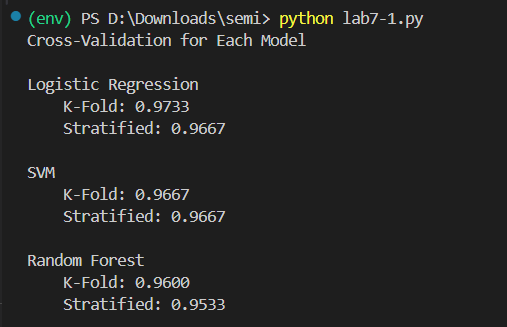 (env) PS D:\Downloads\semi> python lab7-1.py
Cross-Validation for Each Model
Logistic Regression
K-Fold: 0.9733
Stratified: 0.9667
SVM
K-Fold: 0.9667
Stratified: 0.9667
Random Forest
K-Fold: 0.9600
Stratified: 0.9533